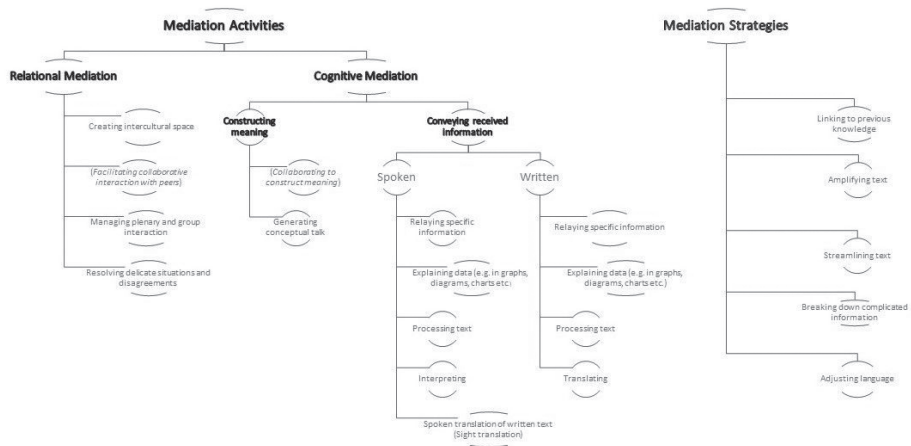 Mediation Activities
Relational Mediation
Creating intercultural space
(Facilitating collaborative
interaction with peers)
Managing plenary and group
interaction
Resolving delicate situations and
disagreements
Cognitive Mediation
Constructing
meaning
(Collaborating to
construct meaning)
Generating
conceptual talk
Conveying received
information
Spoken
Relaying specific
information
Explaining data (e.g. in graphs,
diagrams, charts etc)
Processing text
Interpreting
Spoken translation of written text
(Sight translation)
Written
Relaying specific information
Explaining data (e.g. in graphs,
diagrams, charts etc.)
Processing text
Translating
Mediation Strategies
Linking to previous
knowledge
Amplifying text
Streamlining text
Breaking down complicated
information
Adjusting language